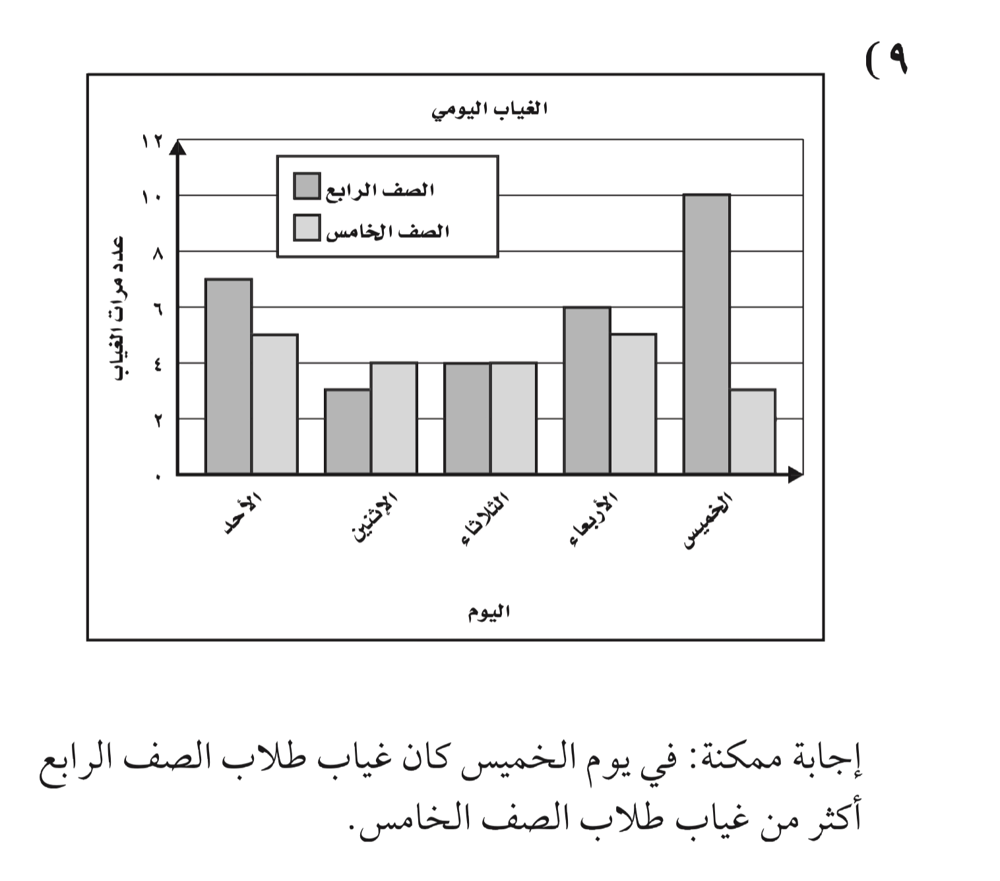 ٩ )
الغياب اليومي
١٢
١٠
٨
٦
٤
٢
٠
عدد مرات الغياب
الصف الرابع
الصف الخامس
الأحد
الإثنين
الثلاثاء
الأربعاء
الخميس
اليوم
إجابة ممكنة: في يوم الخميس كان غياب طلاب الصف الرابع
أكثر من غياب طلاب الصف الخامس.